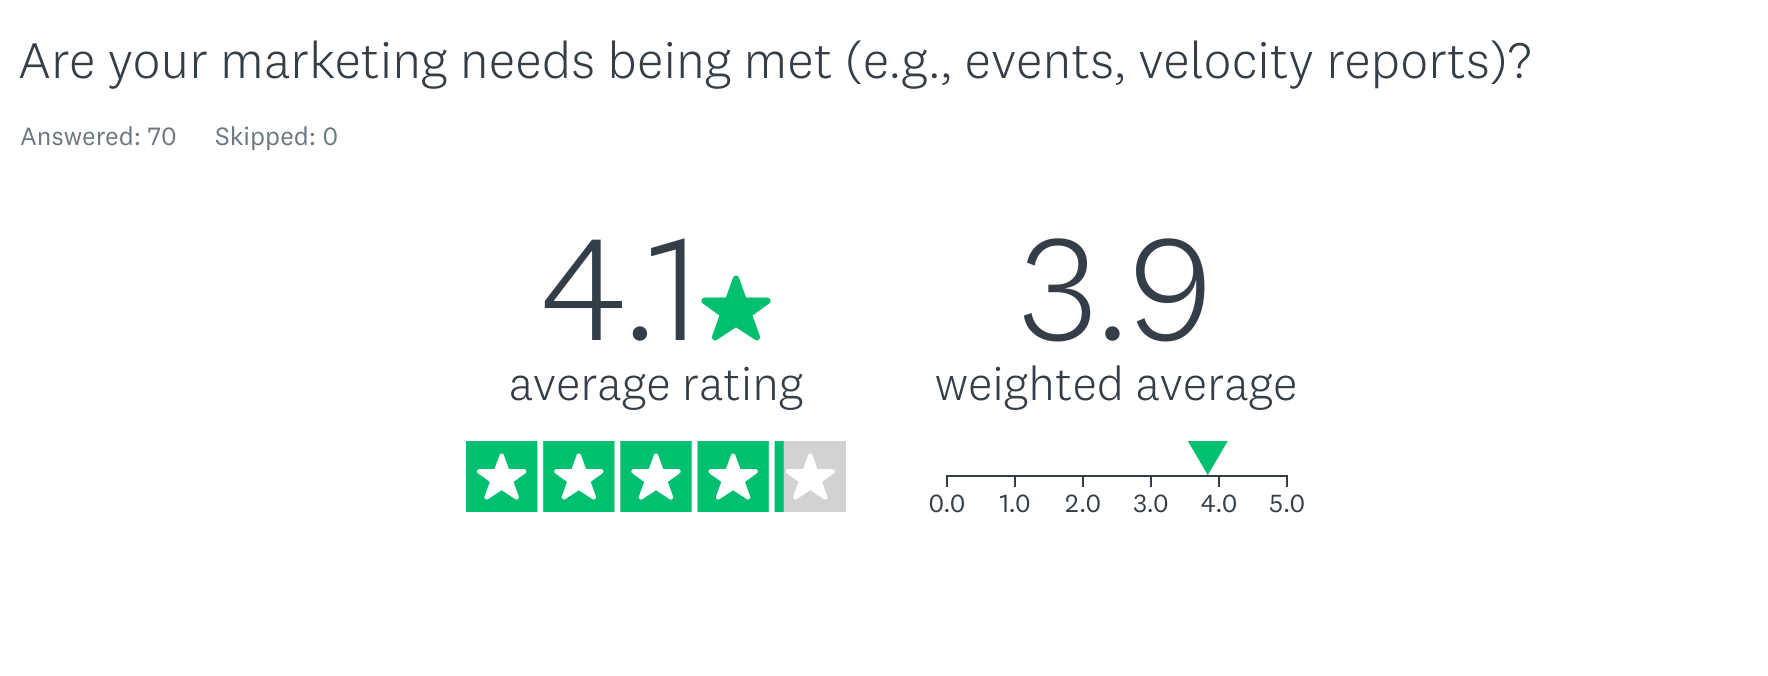 Are your marketing needs being met (e.g., events, velocity reports)?
Answered: 70 Skipped: 0
4.1 3.9
average rating weighted average
0.0 1.0 2.0 3.0 4.0 5.0